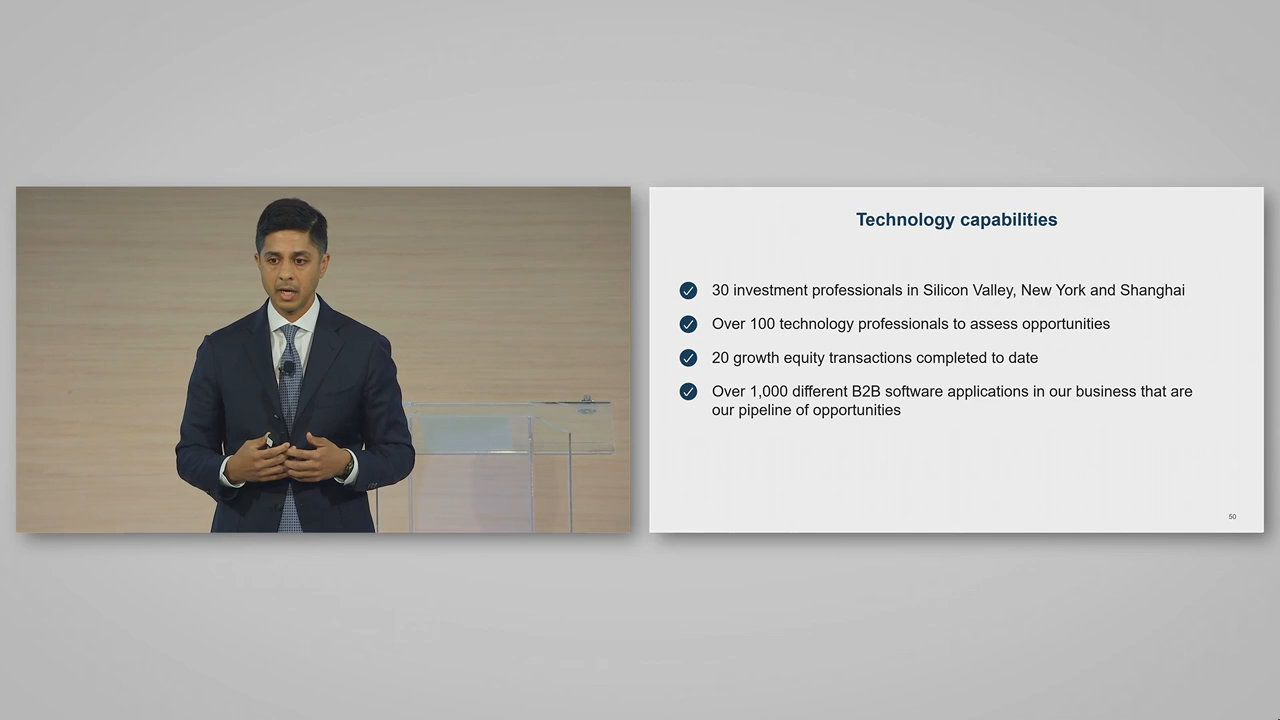 Technology capabilities
30 investment professionals in Silicon Valley, New York and Shanghai
Over 100 technology professionals to assess opportunities
20 growth equity transactions completed to date
Over 1,000 different B2B software applications in our business that are
our pipeline of opportunities
50